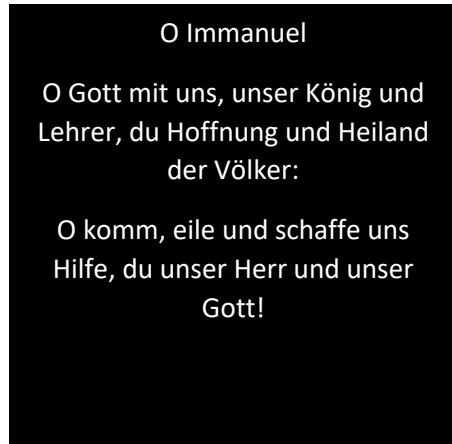 O Immanuel
O Gott mit uns, unser König und
Lehrer, du Hoffnung und Heiland
der Völker:
O komm, eile und schaffe uns
Hilfe, du unser Herr und unser
Gott!